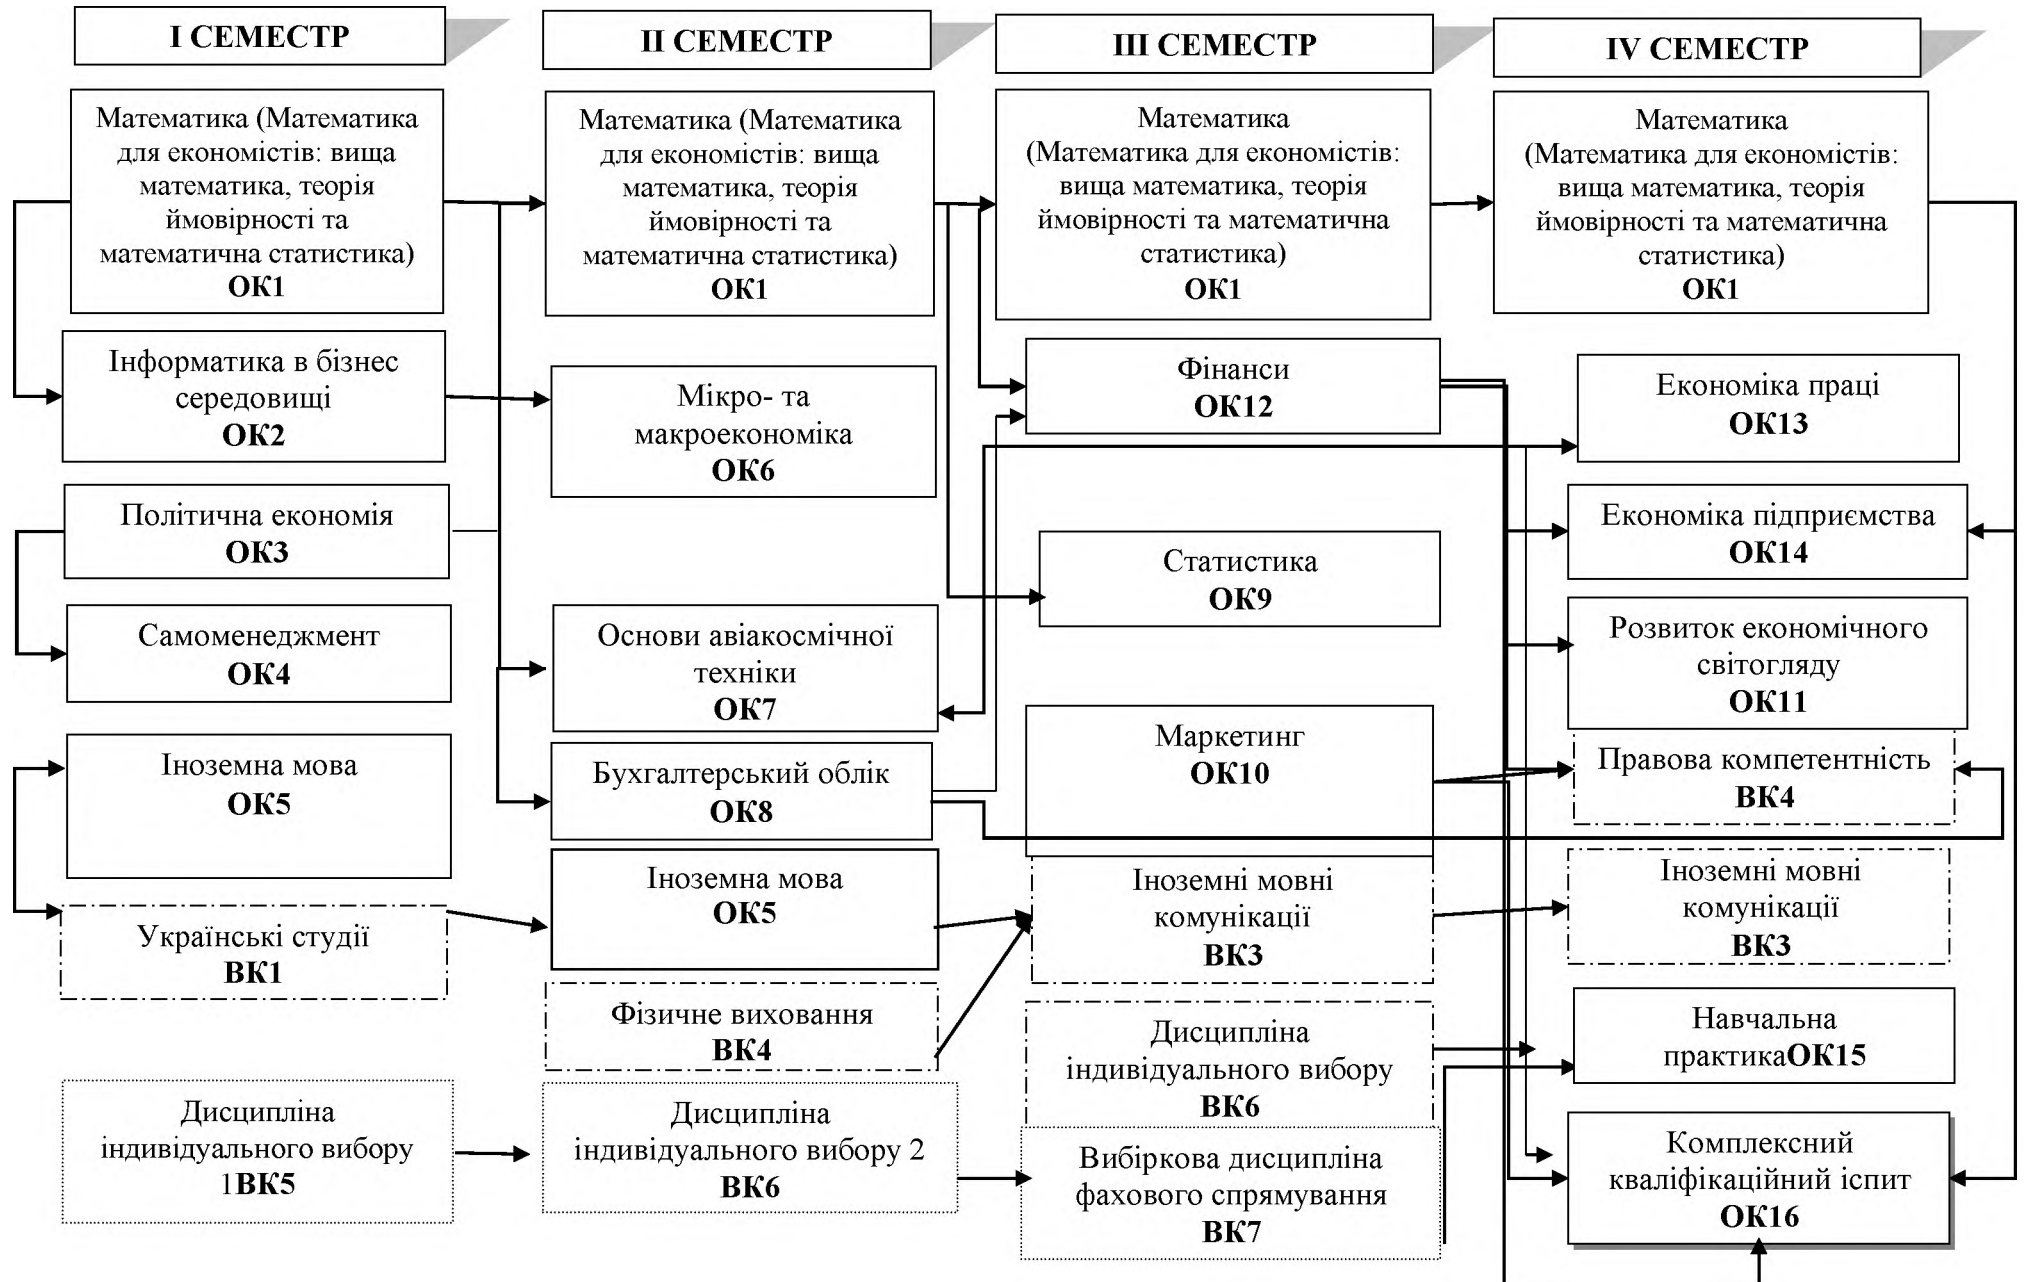 I СЕМЕСТР
II СЕМЕСТР
III СЕМЕСТР
IV СЕМЕСТР
Математика (Математика
для економістів: вища
математика, теорія
ймовірності та
математична статистика)
ОК1
Інформатика в бізнес
середовищі
ОК2
Політична економія
ОК3
Самоменеджмент
ОК4
Іноземна мова
ОК5
Українські студії
ВК1
Дисципліна
індивідуального вибору
1ВК5
Математика (Математика
для економістів: вища
математика, теорія
ймовірності та
математична статистика)
ОК1
Мікро- та
макроекономіка
ОК6
Основи авіакосмічної
техніки
ОК7
Бухгалтерський облік
ОК8
Іноземна мова
ОК5
Фізичне виховання
ВК4
Дисципліна
індивідуального вибору 2
ВК6
Математика
(Математика для економістів:
вища математика, теорія
ймовірності та математична
статистика)
ОК1
Фінанси
ОК12
Статистика
ОК9
Маркетинг
ОК10
Іноземні мовні
комунікації
ВК3
Дисципліна
індивідуального вибору
ВК6
Вибіркова дисципліна
фахового спрямування
ВК7
Математика
(Математика для економістів:
вища математика, теорія
ймовірності та математична
статистика)
ОК1
Економіка праці
ОК13
Економіка підприємства
ОК14
Розвиток економічного
світогляду
ОК11
Правова компетентність
ВК4
Іноземні мовні
комунікації
ВК3
Навчальна
практикаОК15
Комплексний
кваліфікаційний іспит
ОК16